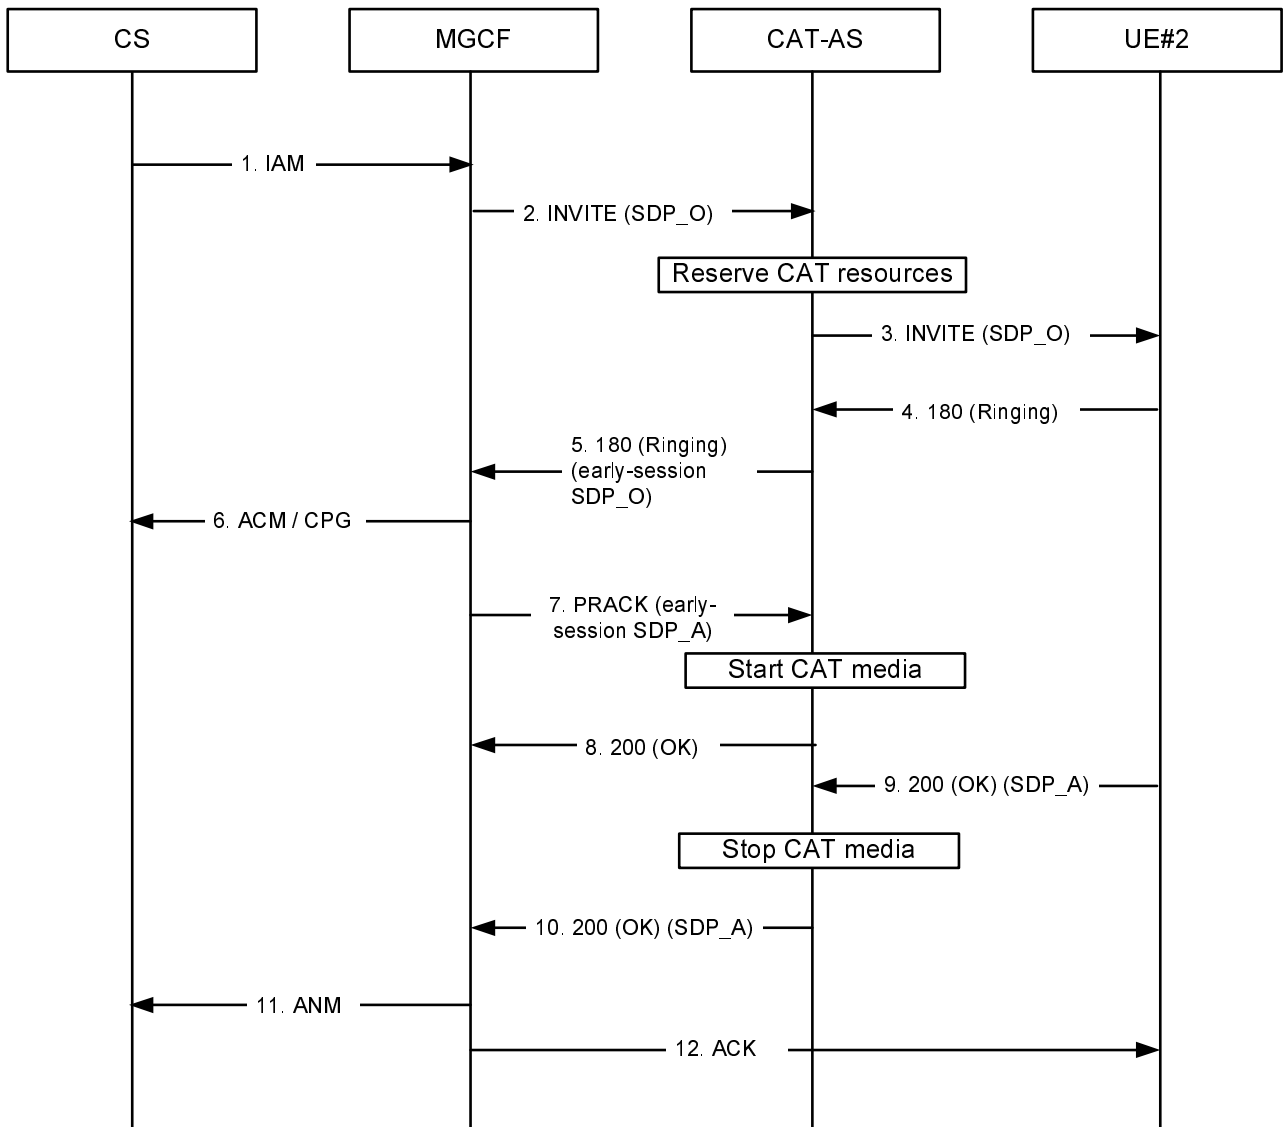 CS
MGCF
CAT-AS
UE#2
1. IAM
2. INVITE (SDP_O)
Reserve CAT resources
3. INVITE (SDP_O)
4. 180 (Ringing)
5. 180 (Ringing)
(early-session
SDP_O)
6. ACM / CPG
7. PRACK (early-
session SDP_A)
Start CAT media
8. 200 (OK)
9. 200 (OK) (SDP_A)
Stop CAT media
10. 200 (OK) (SDP_A)
11. ANM
12. ACK